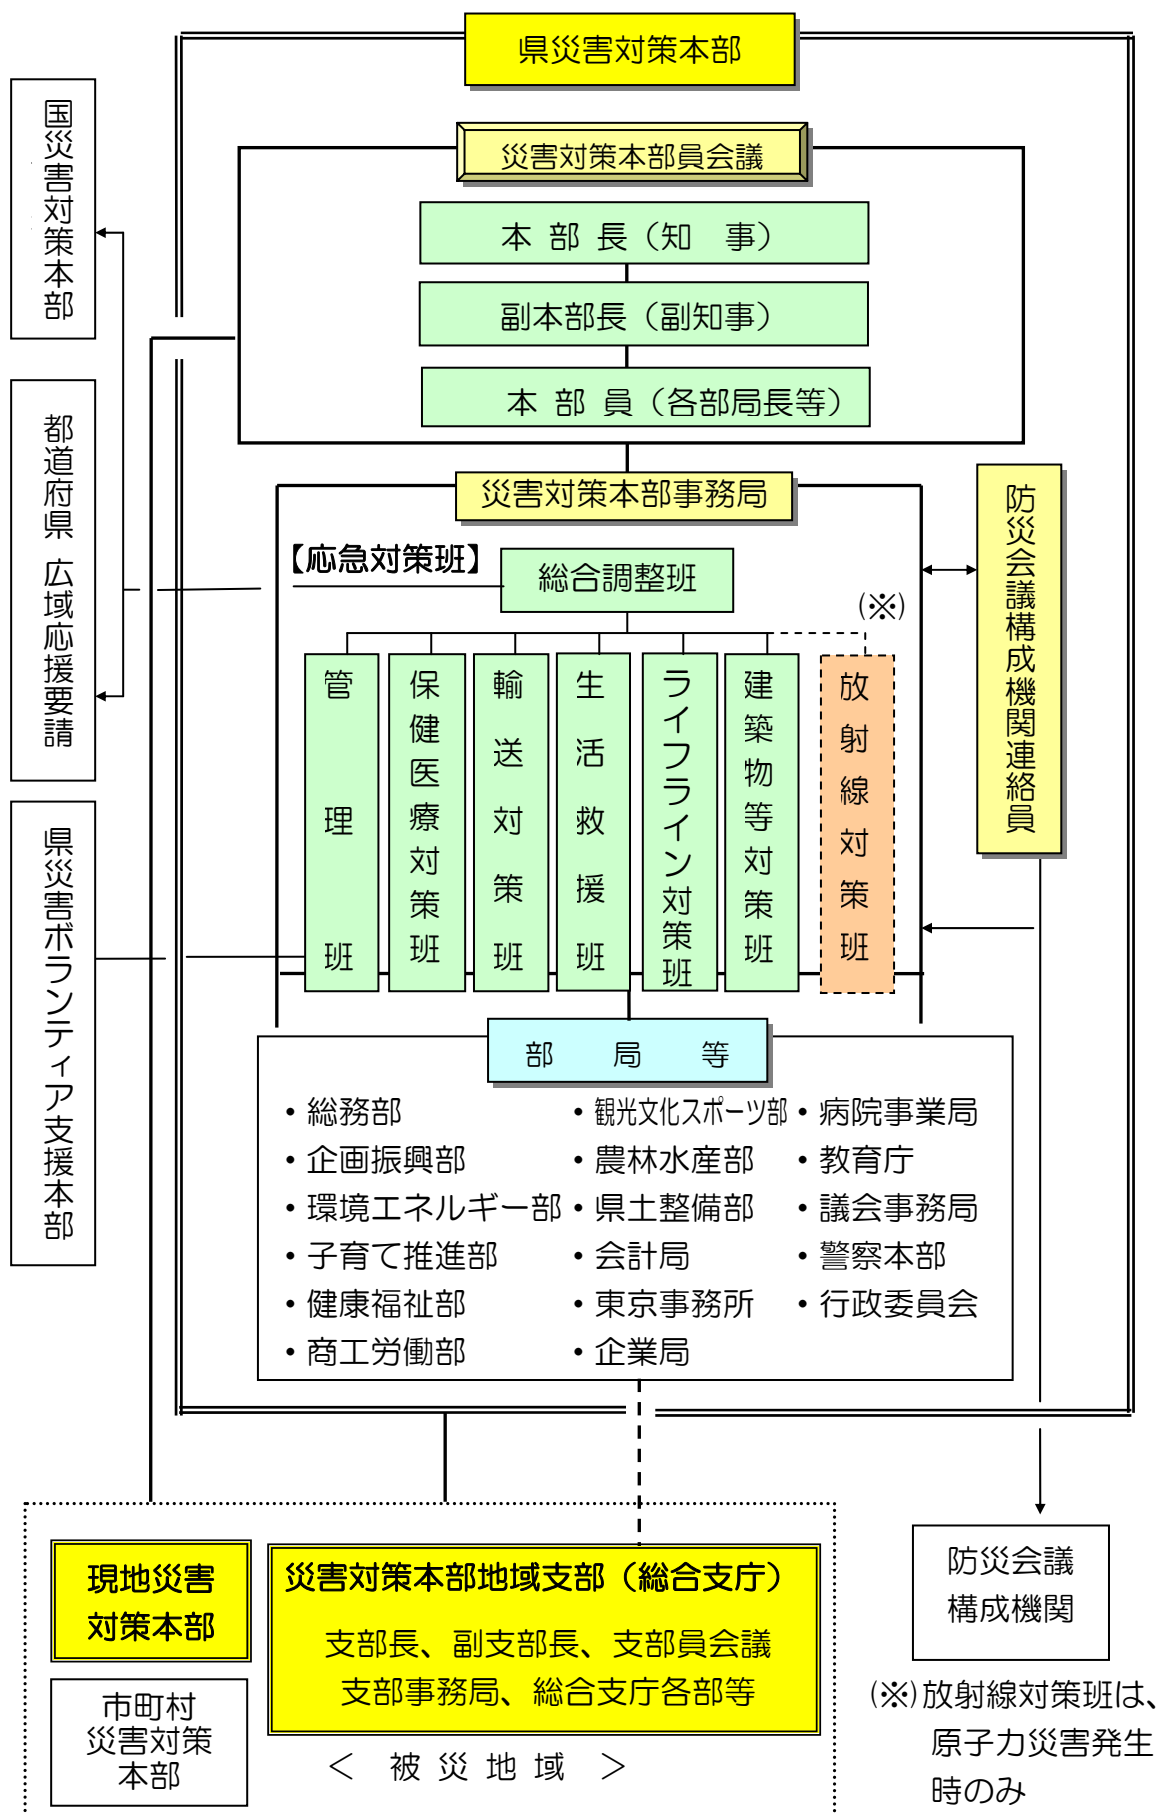 県災害対策本部
国災害対策本部
災害対策本部員会議
本 部 長（知　事）
副本部長（副知事）
本 部 員（各部局長等）
都道府県 広域応援要請
災害対策本部事務局
防災会議構成機関連絡員
【応急対策班】
総合調整班
(※)
管理班
保健医療対策班
輸送対策班
生活救援班
ライフライン対策班
建築物等対策班
放射線対策班
県災害ボランティア支援本部
部　局　等
・総務部
・企画振興部
・環境エネルギー部
・子育て推進部
・健康福祉部
・商工労働部
・観光文化スポーツ部
・農林水産部
・県土整備部
・会計局
・東京事務所
・企業局
・病院事業局
・教育庁
・議会事務局
・警察本部
・行政委員会
現地災害
対策本部
災害対策本部地域支部（総合支庁）
支部長、副支部長、支部員会議
支部事務局、総合支庁各部等
市町村
災害対策
本部
＜　被 災 地 域　＞
防災会議
構成機関
(※)放射線対策班は、
原子力災害発生
時のみ